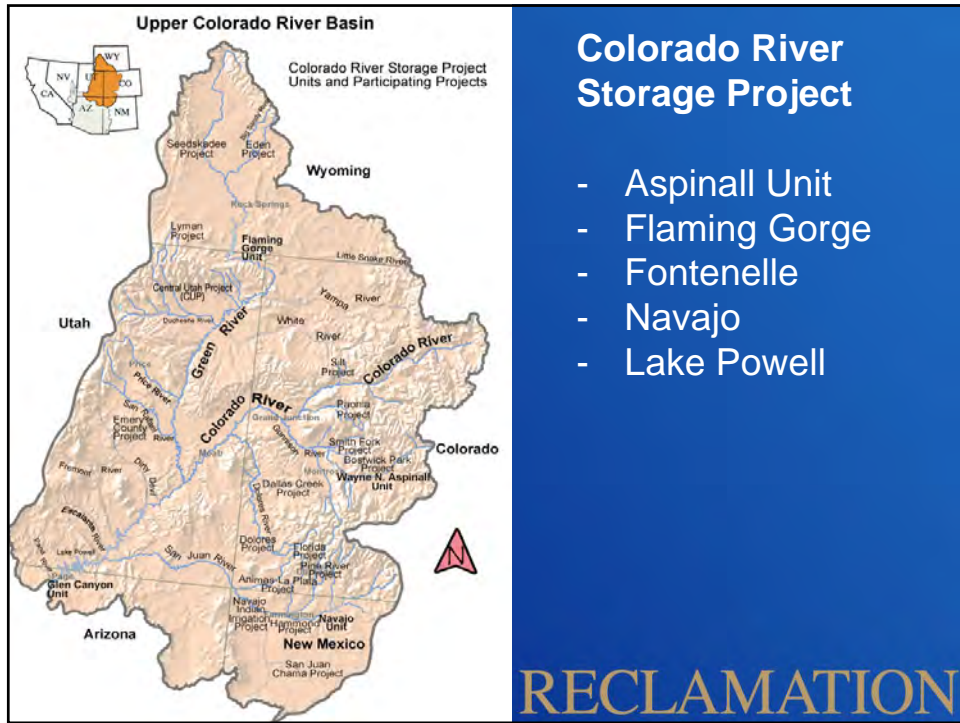 Upper Colorado River Basin
Colorado River Storage Project
Units and Participating Projects
WY
NV
UT
CO
CA
AZ
NM
Seedskadee
Project
Eden
Project
Wyoming
Rock Springs
Lyman
Project
Flaming
Gorge
Unit
Little Snake River
Central Utah Project
(CUP)
Yampa River
Utah
Duchesne River
Green River
White
River
Silt
Project
Colorado River
Price
Price River
Colorado River
Grand Junction
Paonia
Project
San Rafael
River
Emery
County
Project
Gunnison
River
Smith Fork
Project
Bostwick Park
Project
Colorado
Moab
Montrose
Wayne N. Aspinall
Unit
Fremont River
Dirty Devil
Dallas Creek
Project
Dolores River
Escalante River
Dolores
Project
Florida
Project
Paria River
Lake Powell
San Juan River
Pine River
Project
Page
Glen Canyon
Unit
Animas-La Plata
Project
Navajo
Indian
Irrigation
Project
Farmington
Hammond
Project
Navajo
Unit
Arizona
New Mexico
San Juan
Chama Project
N
Colorado River
Storage Project
- Aspinall Unit
- Flaming Gorge
- Fontenelle
- Navajo
- Lake Powell
RECLAMATION